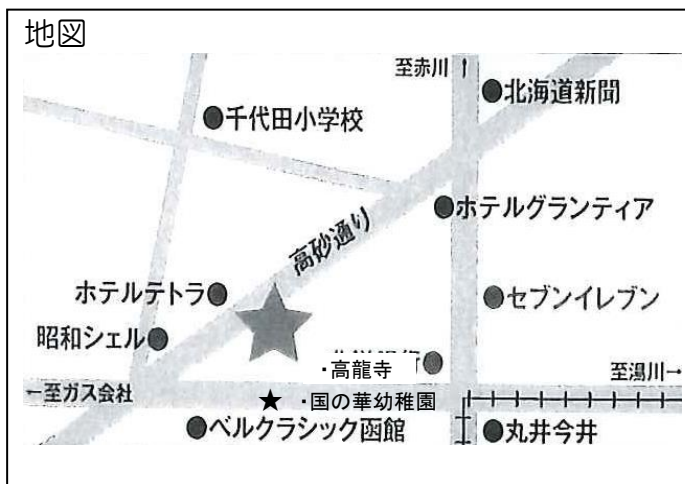 地図
至赤川
北海道新聞
千代田小学校
ホテルグランティア
高砂通り
ホテルテトラ
セブンイレブン
昭和シェル
・高龍寺
至湯川→
←至ガス会社
★ ・国の華幼稚園
ベルクラシック函館
丸井今井